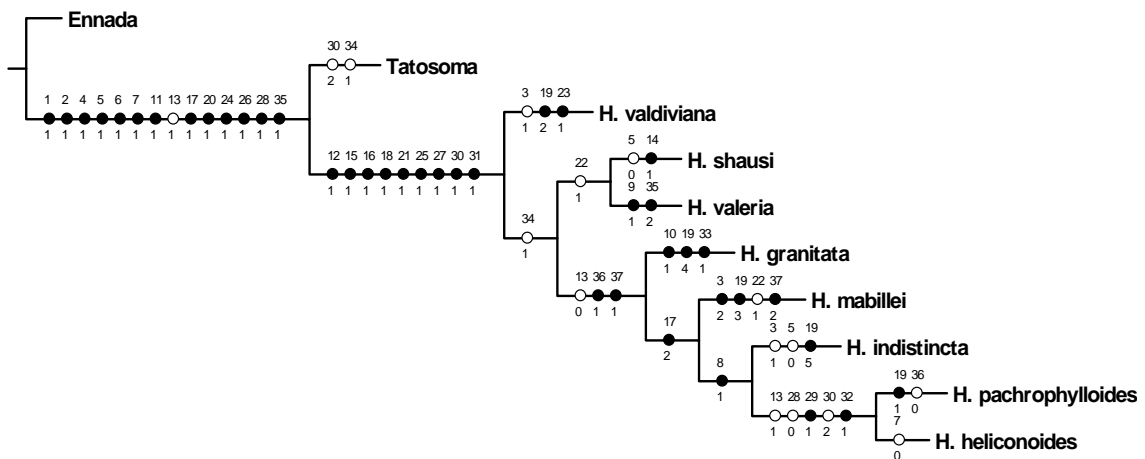 Ennada
30 34
Tatosoma
2 1
1 2 4 5 6 7 11 13 17 20 24 26 28 35
1 1 1 1 1 1 1 1 1 1 1 1 1 1
3 19 23
H. valdiviana
1 2 1
5 14
H. shausi
0 1
22
1
12 15 16 18 21 25 27 30 31
1 1 1 1 1 1 1 1 1
9 35
H. valeria
1 2
34
1
10 19 33
H. granitata
1 4 1
13 36 37
0 1 1
3 19 22 37
H. mabillei
2 3 1 2
17
2
3 5 19
H. indistincta
1 0 5
8
1
19 36
H. pachrophylloides
1 0
13 28 29 30 32
1 0 1 2 1
7
H. heliconoides
0